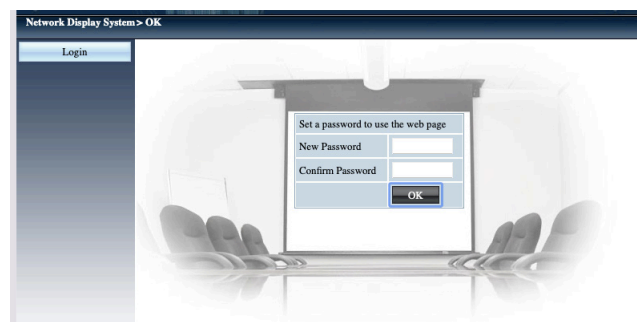 Network Display System> OK
Login
Set a password to use the web page
New Password
Confirm Password
OK